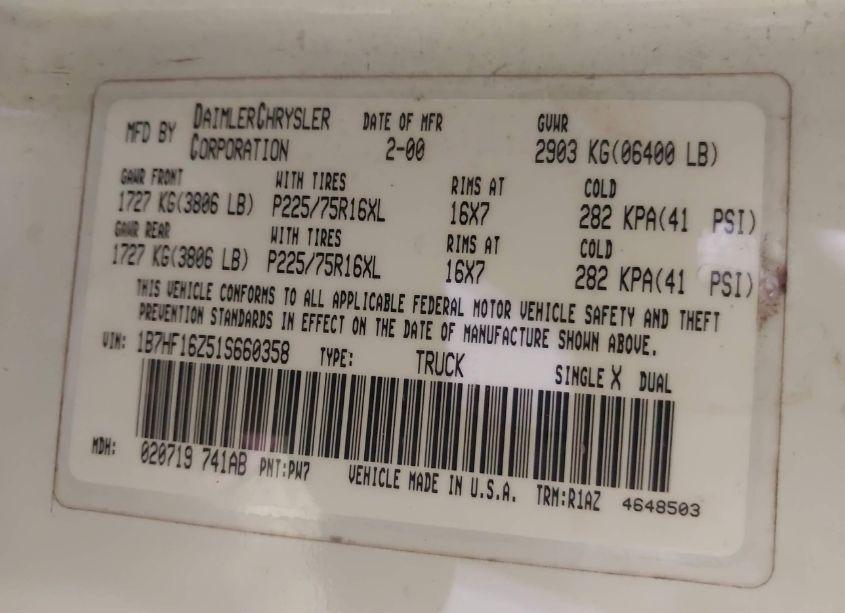 MFD BY DAIMLERCHRYSLER CORPORATION DATE OF MFR 2-00 GVWR 2903 KG(06400 LB)
GAWR FRONT WITH TIRES RIMS AT COLD
1727 KG(3806 LB) P225/75R16XL 16X7 282 KPA(41 PSI)
GAWR REAR WITH TIRES RIMS AT COLD
1727 KG(3806 LB) P225/75R16XL 16X7 282 KPA(41 PSI)
THIS VEHICLE CONFORMS TO ALL APPLICABLE FEDERAL MOTOR VEHICLE SAFETY AND THEFT
PREVENTION STANDARDS IN EFFECT ON THE DATE OF MANUFACTURE SHOWN ABOVE.
VIN: 1B7HF16Z51S660358 TYPE: TRUCK SINGLE X DUAL
MDH: 020719 741AB PNT:PW7 VEHICLE MADE IN U.S.A. TRM:R1AZ 4648503